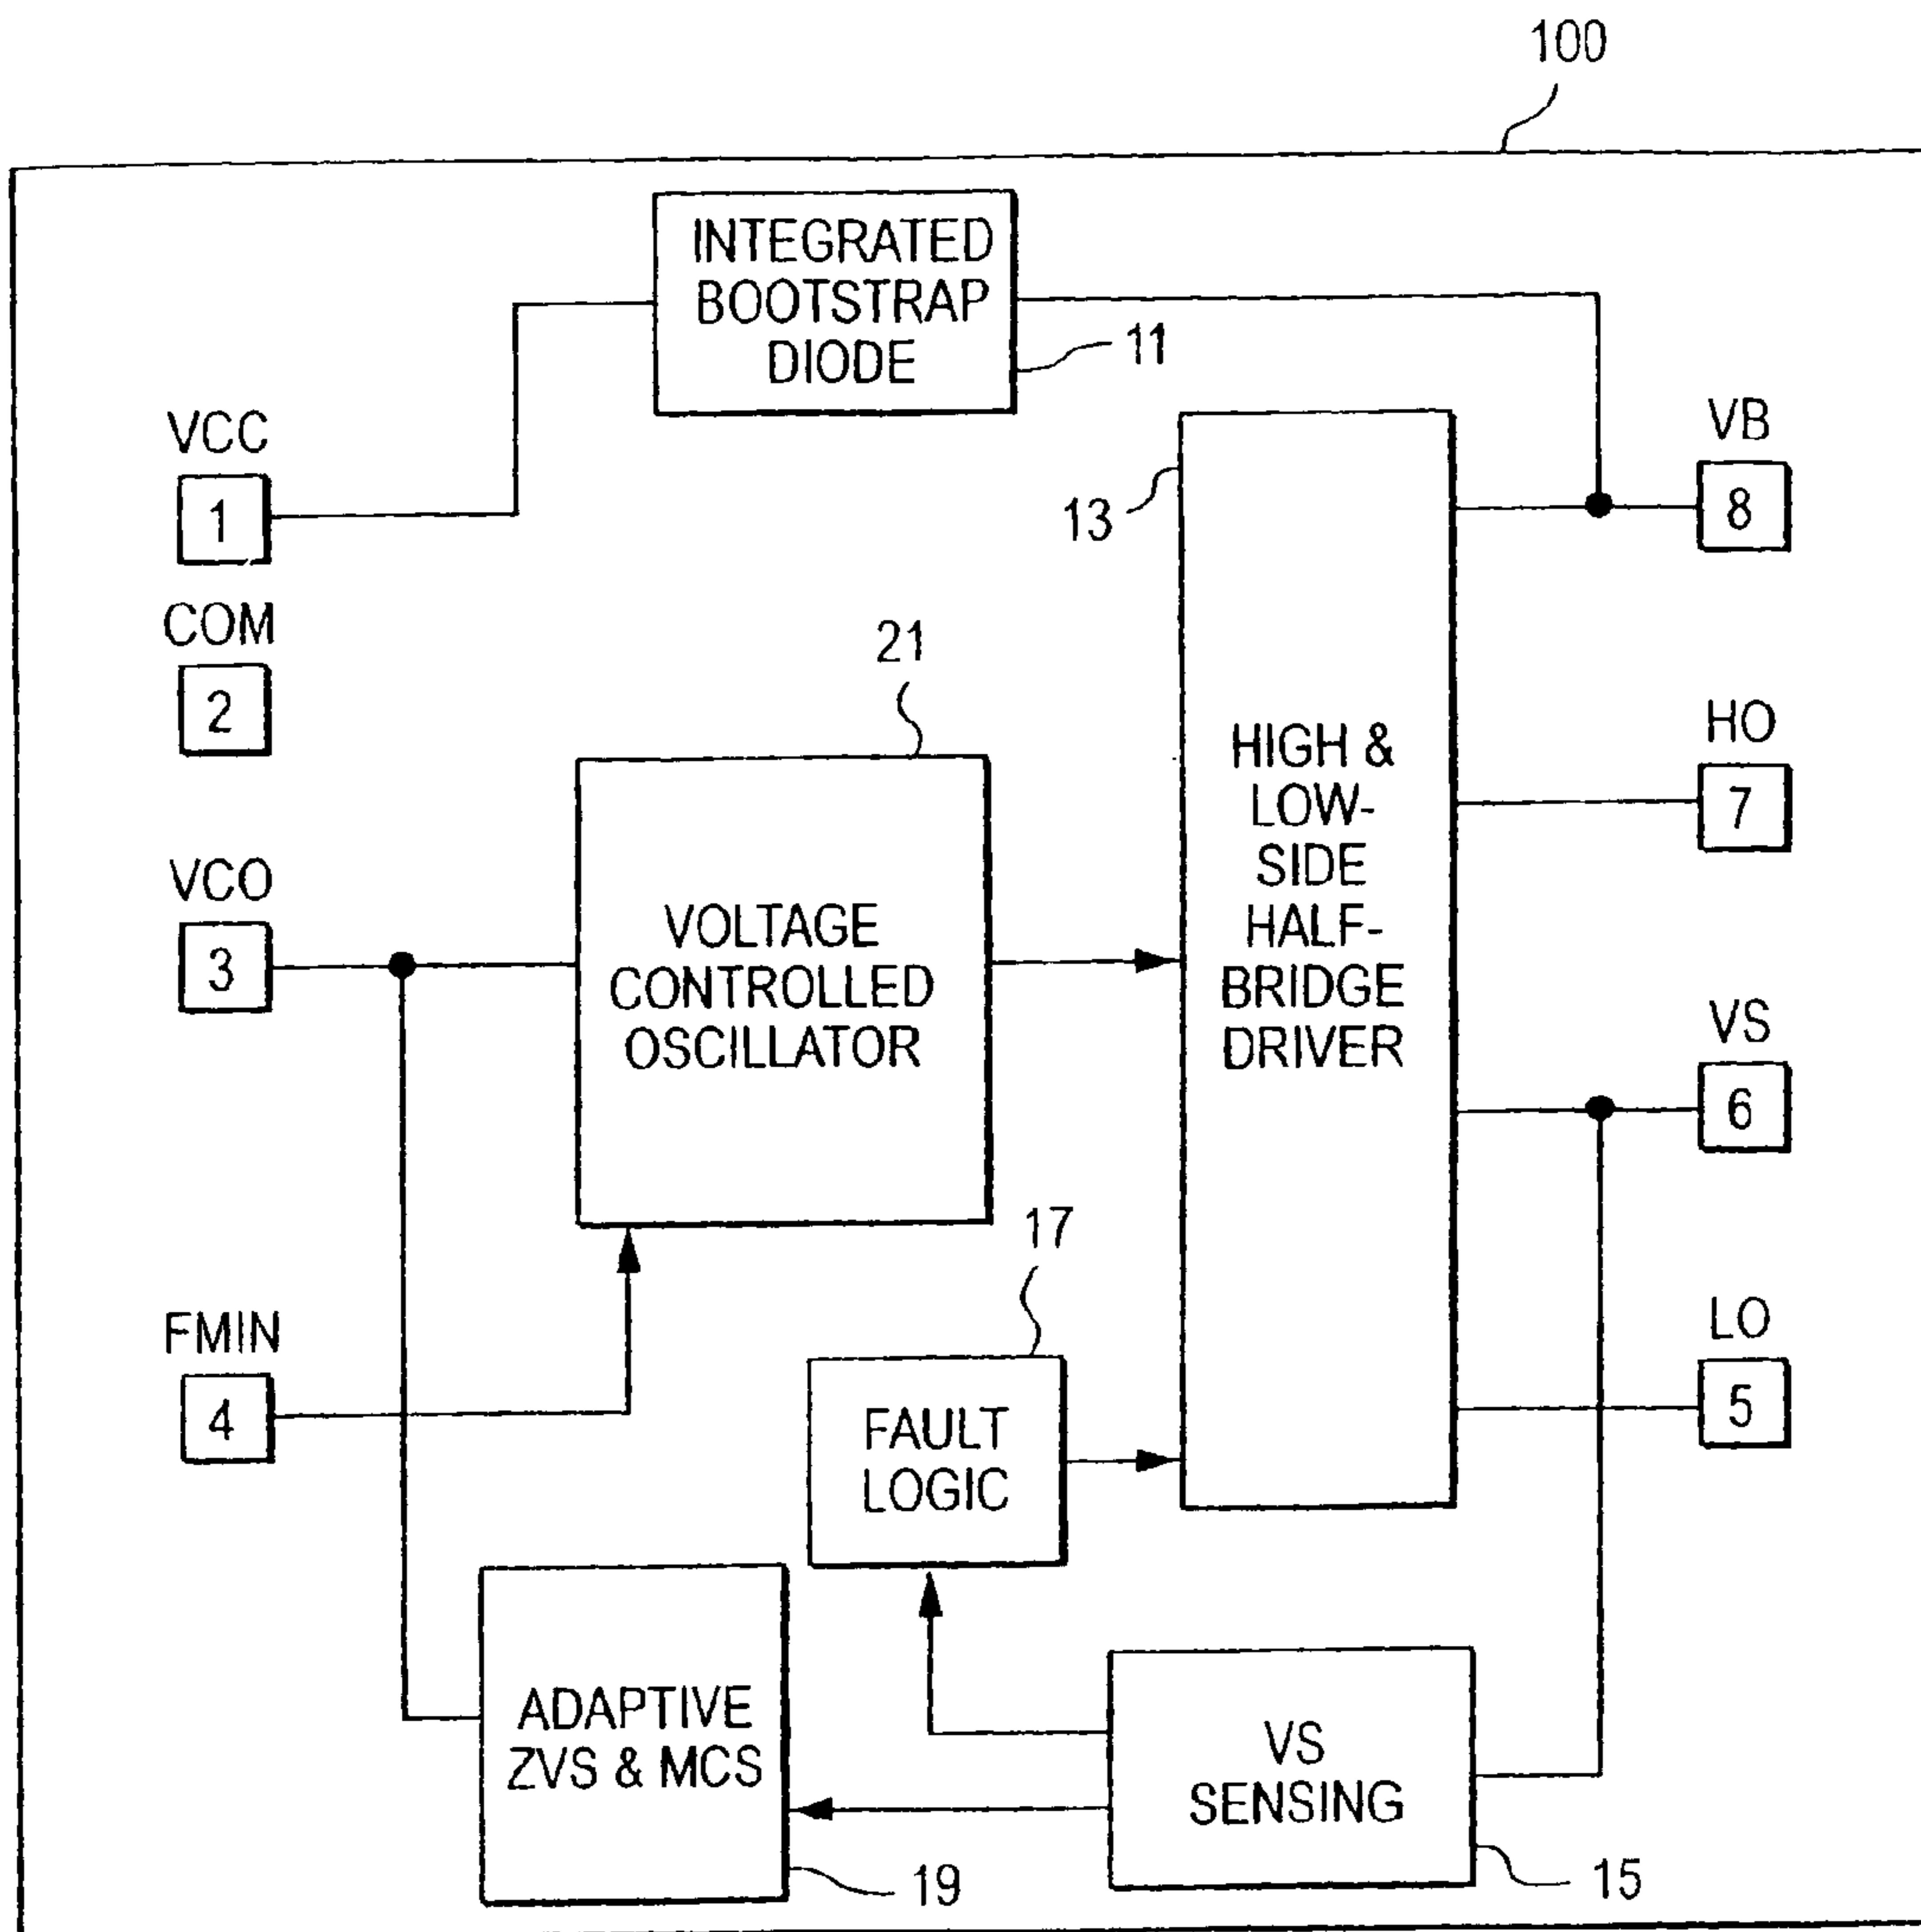 100
INTEGRATED
BOOTSTRAP
DIODE
11
VCC
1
VB
8
13
COM
2
21
HIGH &
LOW-
SIDE
HALF-
BRIDGE
DRIVER
HO
7
VCO
3
VOLTAGE
CONTROLLED
OSCILLATOR
VS
6
17
FMIN
4
LO
5
FAULT
LOGIC
ADAPTIVE
ZVS & MCS
VS
SENSING
19
15